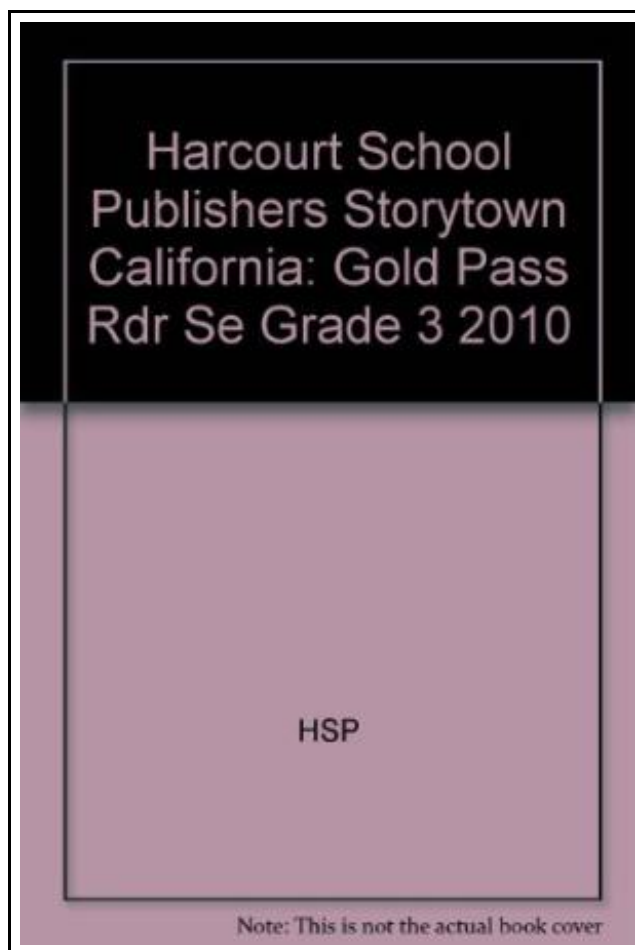 Harcourt School
Publishers Storytown
California: Gold Pass
Rdr Se Grade 3 2010
HSP
Note: This is not the actual book cover